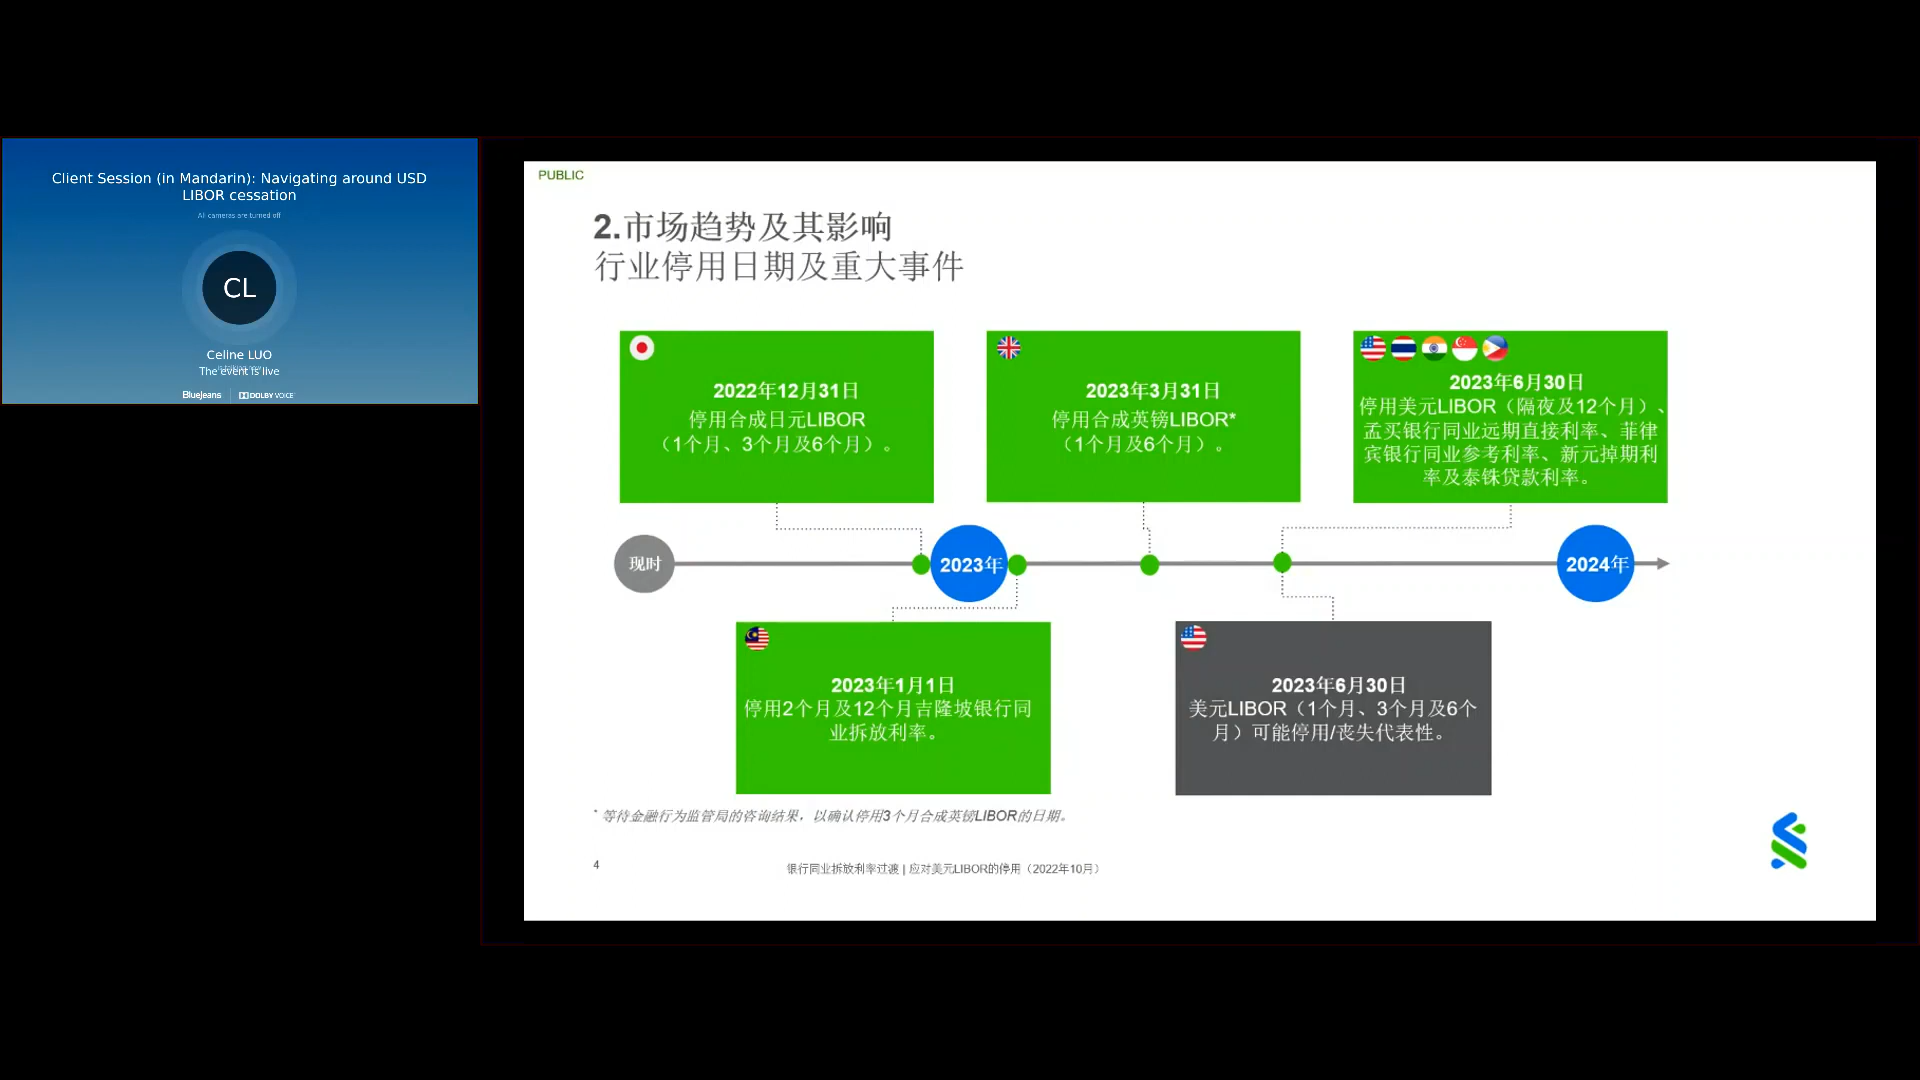 Client Session (in Mandarin): Navigating around USD
LIBOR cessation
All cameras are turned off
CL
Celine LUO
The event is live
BlueJeans
DOLBY VOICE
PUBLIC
2.市场趋势及其影响
行业停用日期及重大事件
2022年12月31日
停用合成日元LIBOR
（1个月、3个月及6个月）。
2023年3月31日
停用合成英镑LIBOR*
（1个月及6个月）。
2023年6月30日
停用美元LIBOR（隔夜及12个月）、
孟买银行同业远期直接利率、菲律
宾银行同业参考利率、新元掉期利
率及泰铢贷款利率。
现时
2023年
2024年
2023年1月1日
停用2个月及12个月吉隆坡银行同
业拆放利率。
2023年6月30日
美元LIBOR（1个月、3个月及6个
月）可能停用/丧失代表性。
* 等待金融行为监管局的咨询结果，以确认停用3个月合成英镑LIBOR的日期。
4
银行同业拆放利率过渡 | 应对美元LIBOR的停用（2022年10月）